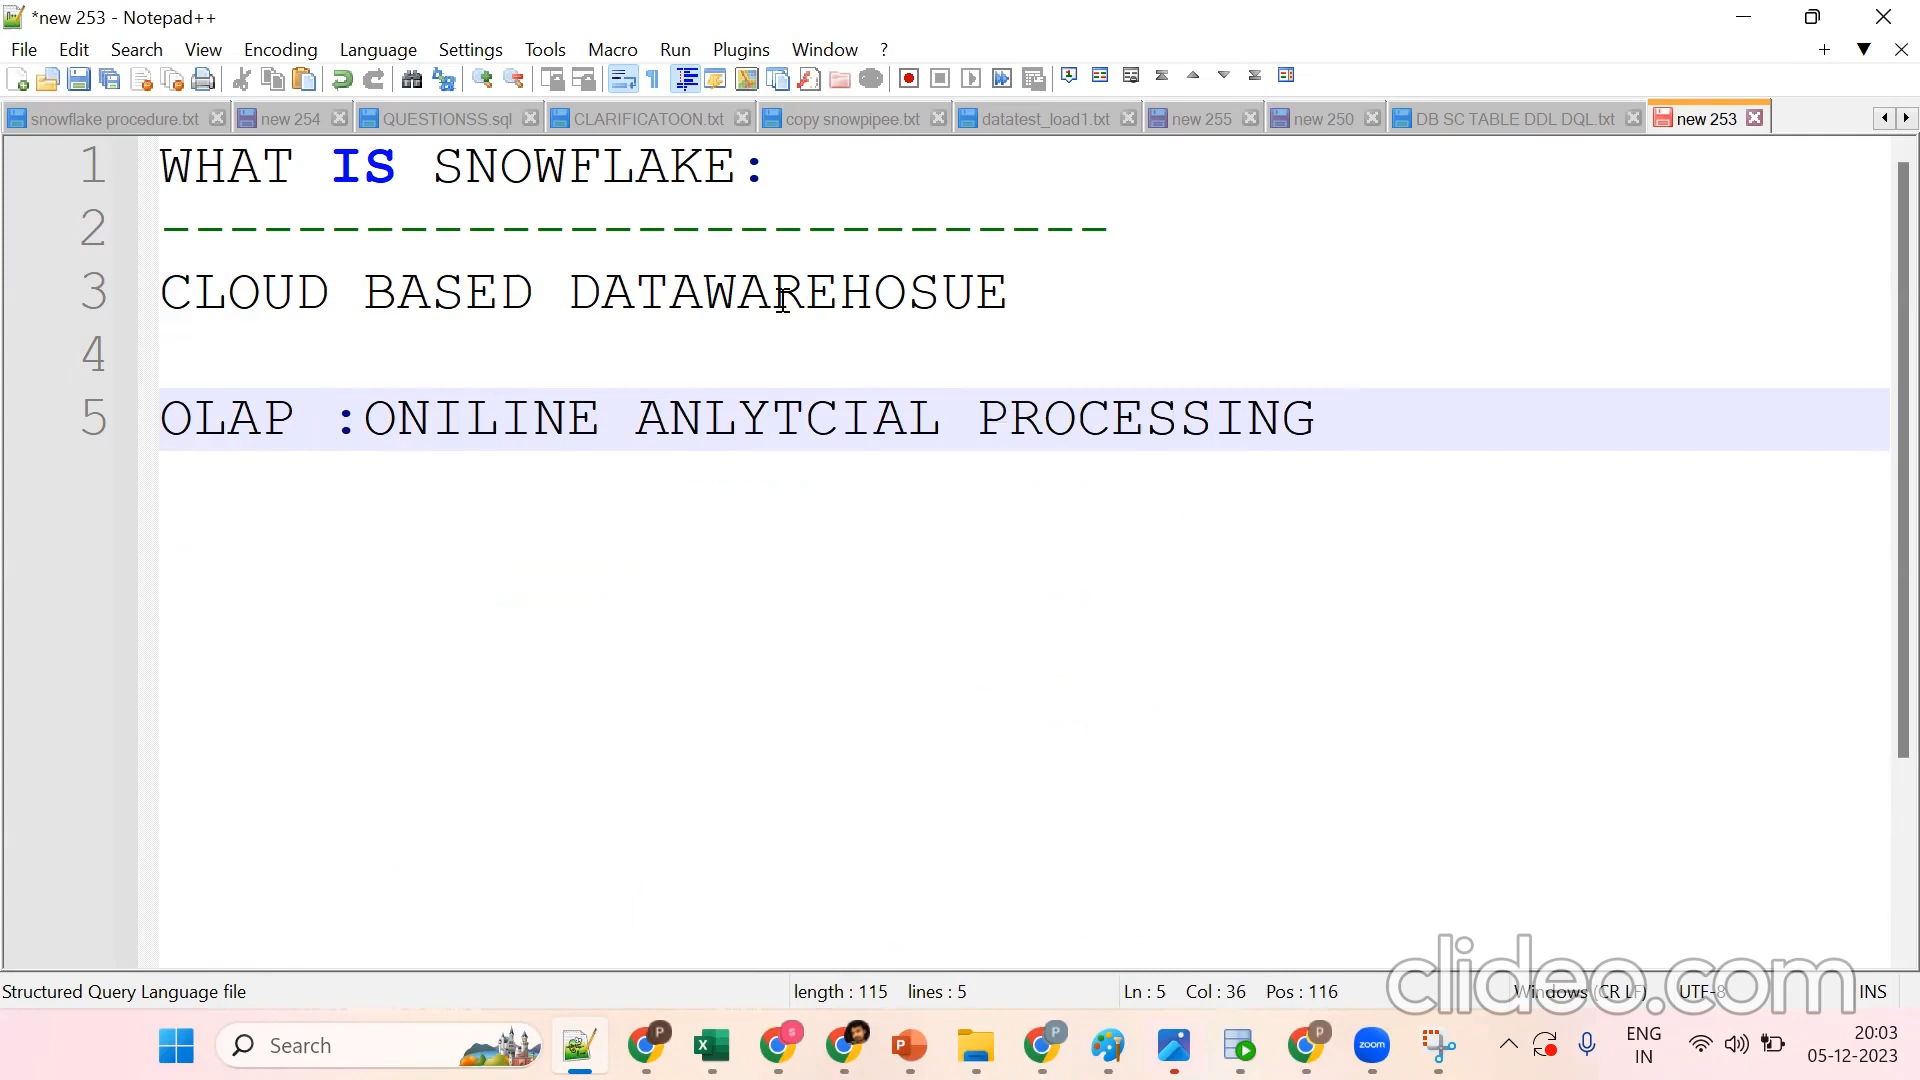 *new 253 - Notepad++
File Edit Search View Encoding Language Settings Tools Macro Run Plugins Window ?
snowflake procedure.txt new 254 QUESTIONSS.sql CLARIFICATOON.txt copy snowpipee.txt datatest_load1.txt new 255 new 250 DB SC TABLE DDL DQL.txt new 253
1 WHAT IS SNOWFLAKE:
2 ----------------------------
3 CLOUD BASED DATAWAREHOSUE
4
5 OLAP :ONILINE ANLYTCIAL PROCESSING
clideo.com
Structured Query Language file length : 115 lines : 5 Ln : 5 Col : 36 Pos : 116 Windows (CR LF) UTF-8 INS
Search P X S P P P zoom ENG 20:03
IN 05-12-2023